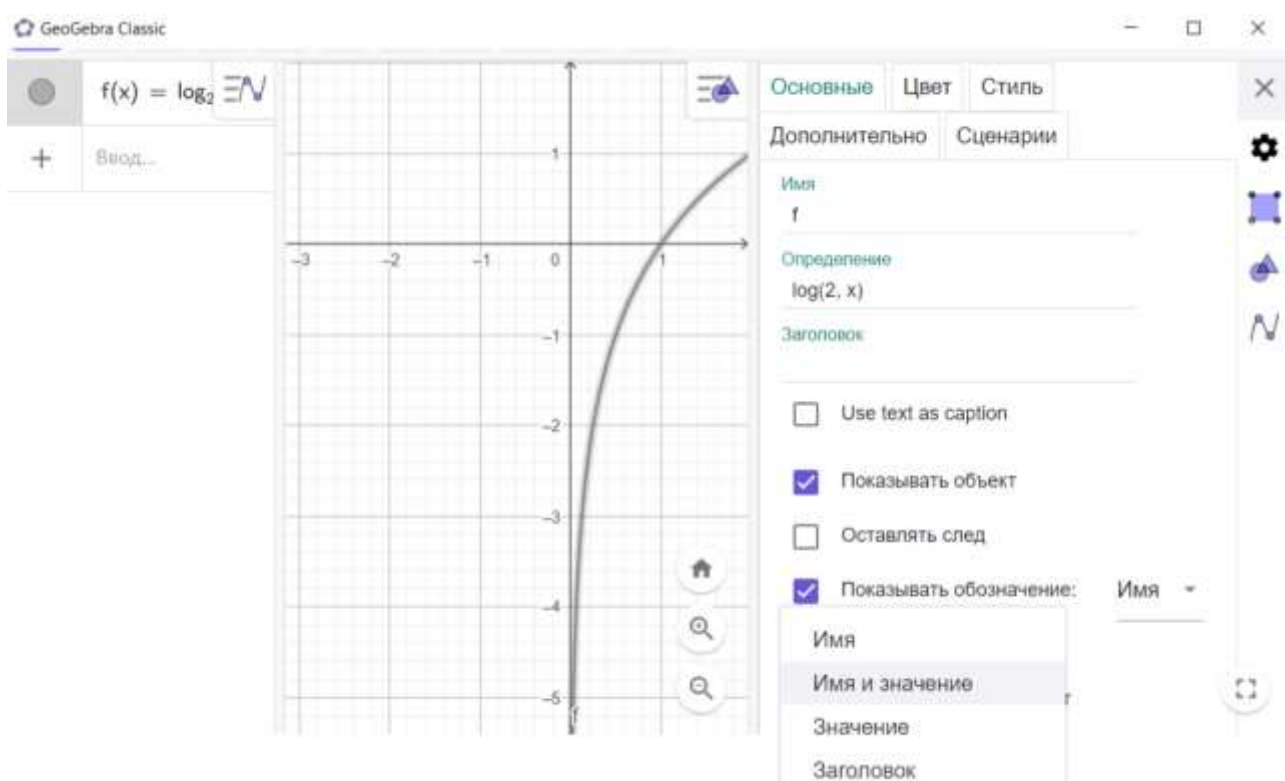 GeoGebra Classic
f(x) = log₂
Ввод...
1
-3 -2 -1 0 1
-1
-2
-3
-4
-5
f
Основные Цвет Стиль
Дополнительно Сценарии
Имя
f
Определение
log(2, x)
Заголовок
Use text as caption
Показывать объект
Оставлять след
Показывать обозначение: Имя
Имя
Имя и значение
Значение
Заголовок